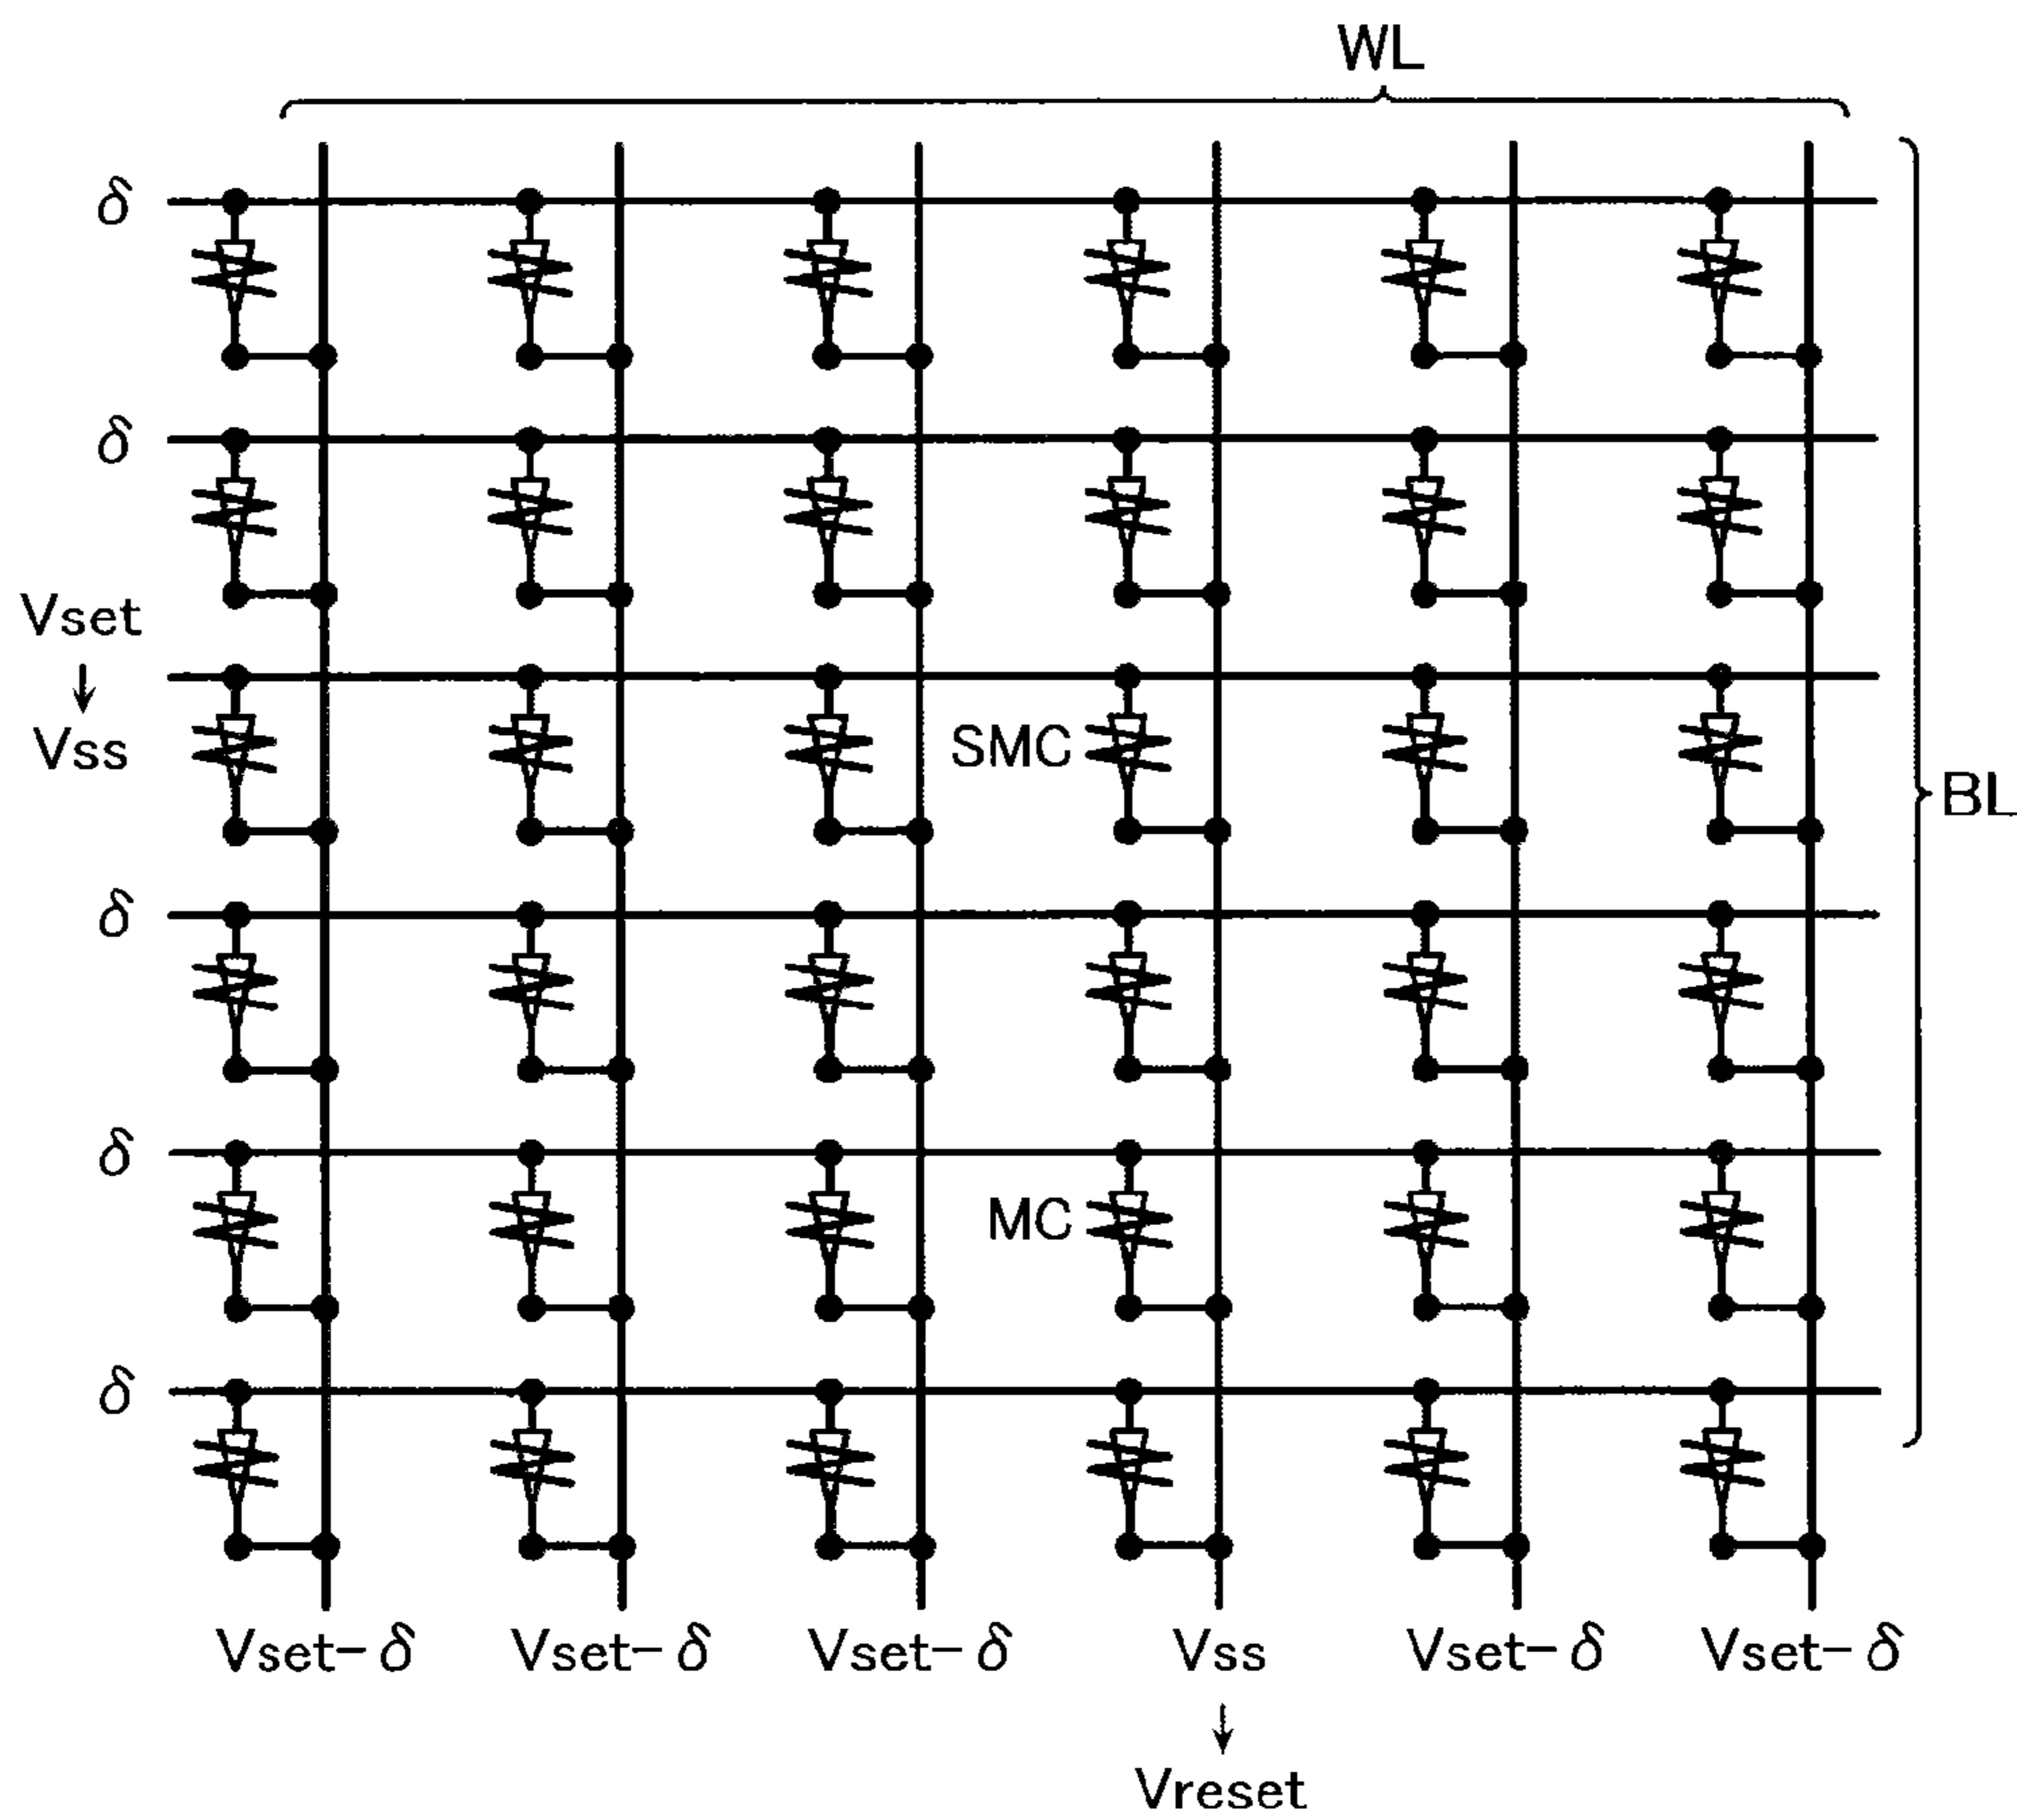 WL
δ
δ
Vset
↓
Vss
SMC
BL
δ
δ
MC
δ
Vset-δ Vset-δ Vset-δ Vss Vset-δ Vset-δ
↓
Vreset